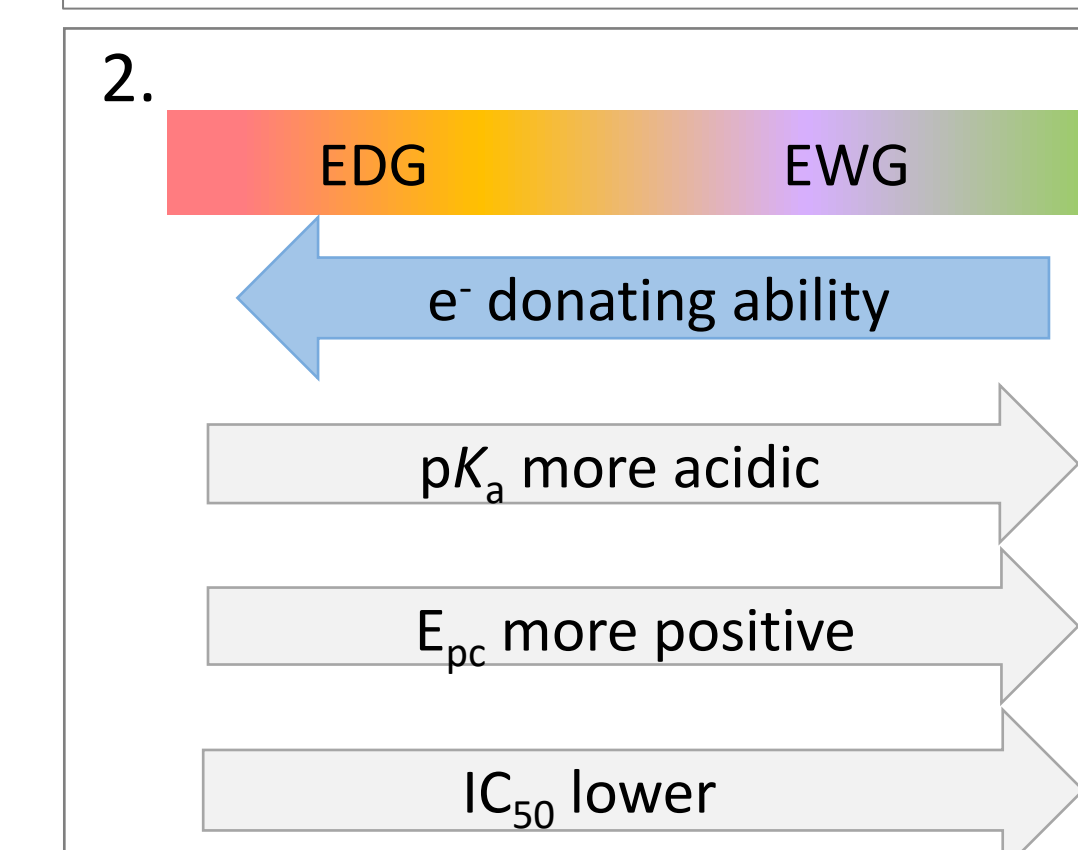 2.
EDG EWG
e⁻ donating ability
pKₐ more acidic
Epc more positive
IC₅₀ lower